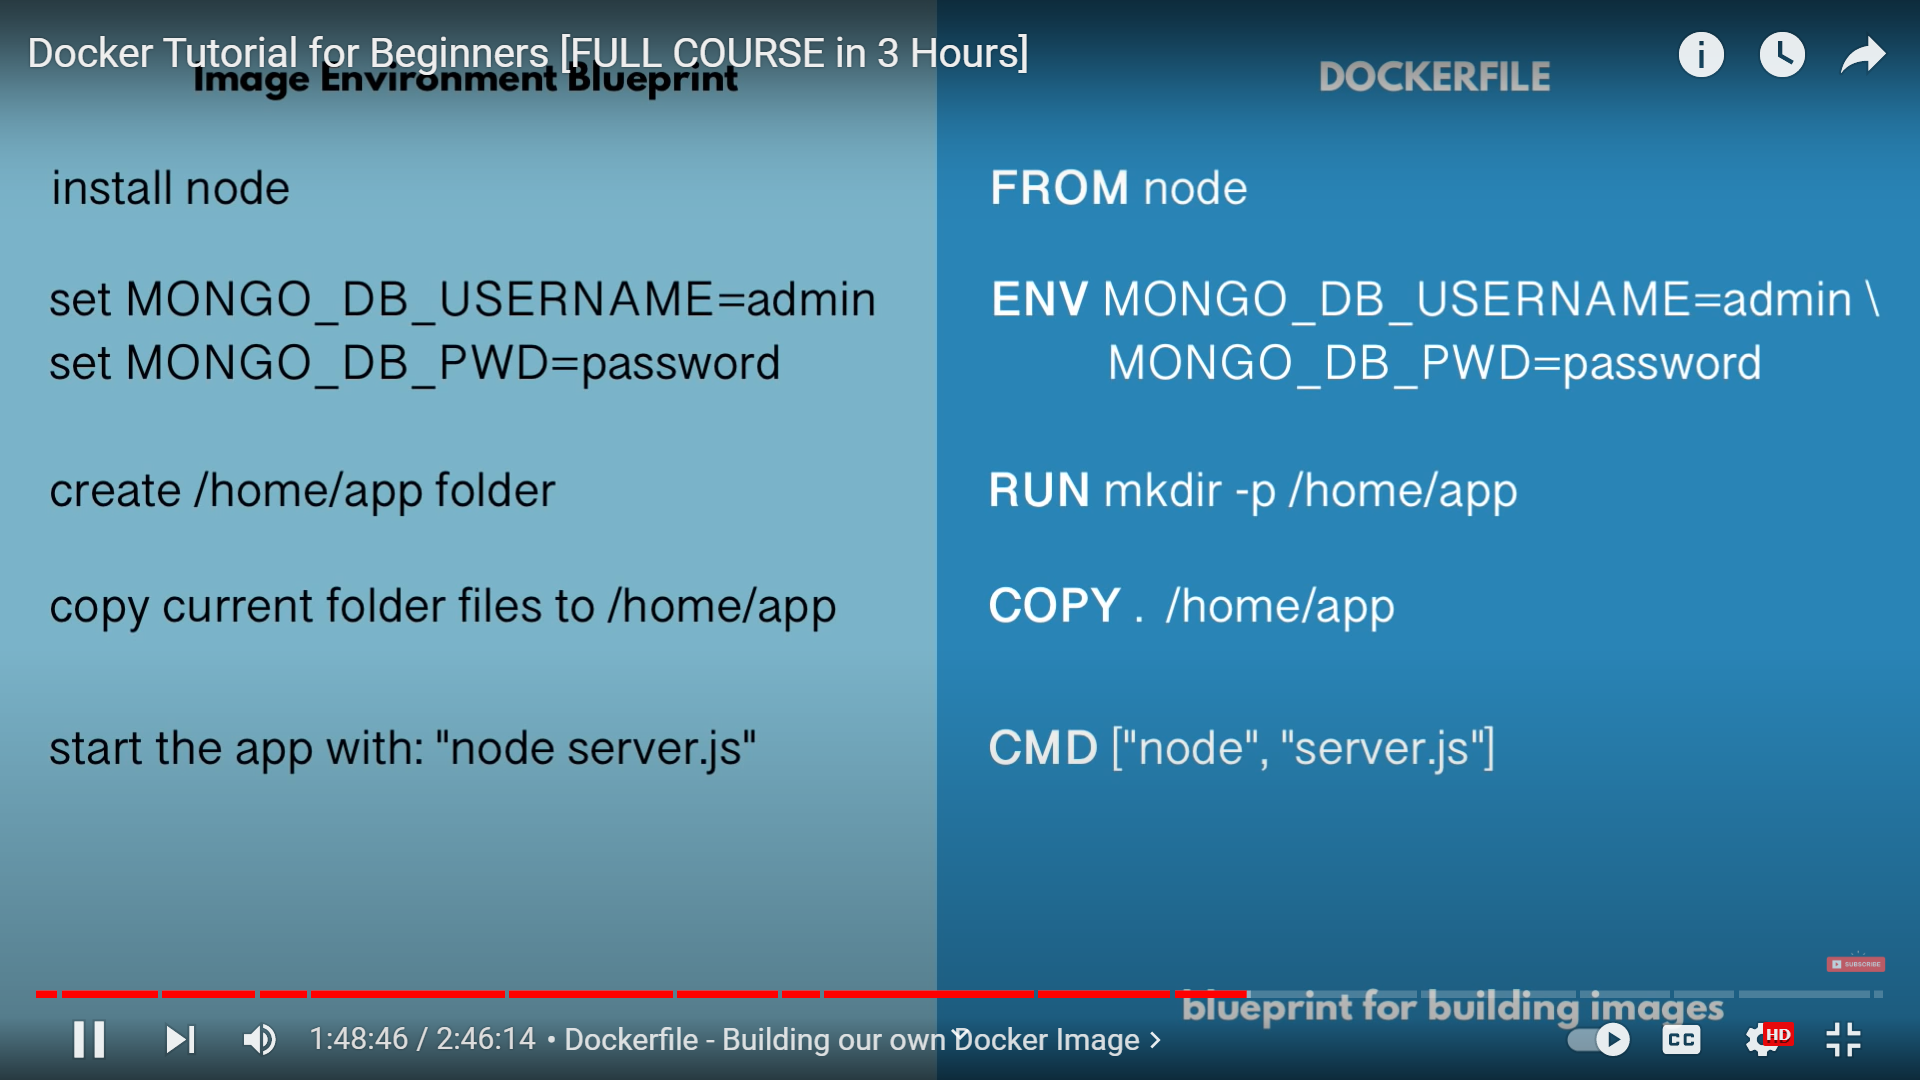 Docker Tutorial for Beginners [FULL COURSE in 3 Hours]
Image Environment Blueprint
DOCKERFILE
install node
FROM node
set MONGO_DB_USERNAME=admin
ENV MONGO_DB_USERNAME=admin \
set MONGO_DB_PWD=password
MONGO_DB_PWD=password
create /home/app folder
RUN mkdir -p /home/app
copy current folder files to /home/app
COPY . /home/app
start the app with: "node server.js"
CMD ["node", "server.js"]
SUBSCRIBE
blueprint for building images
1:48:46 / 2:46:14 • Dockerfile - Building our own Docker Image >
CC
HD